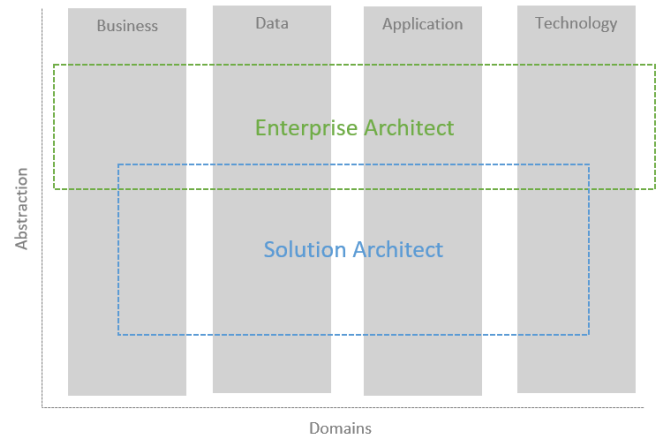 Business
Data
Application
Technology
Enterprise Architect
Solution Architect
Abstraction
Domains